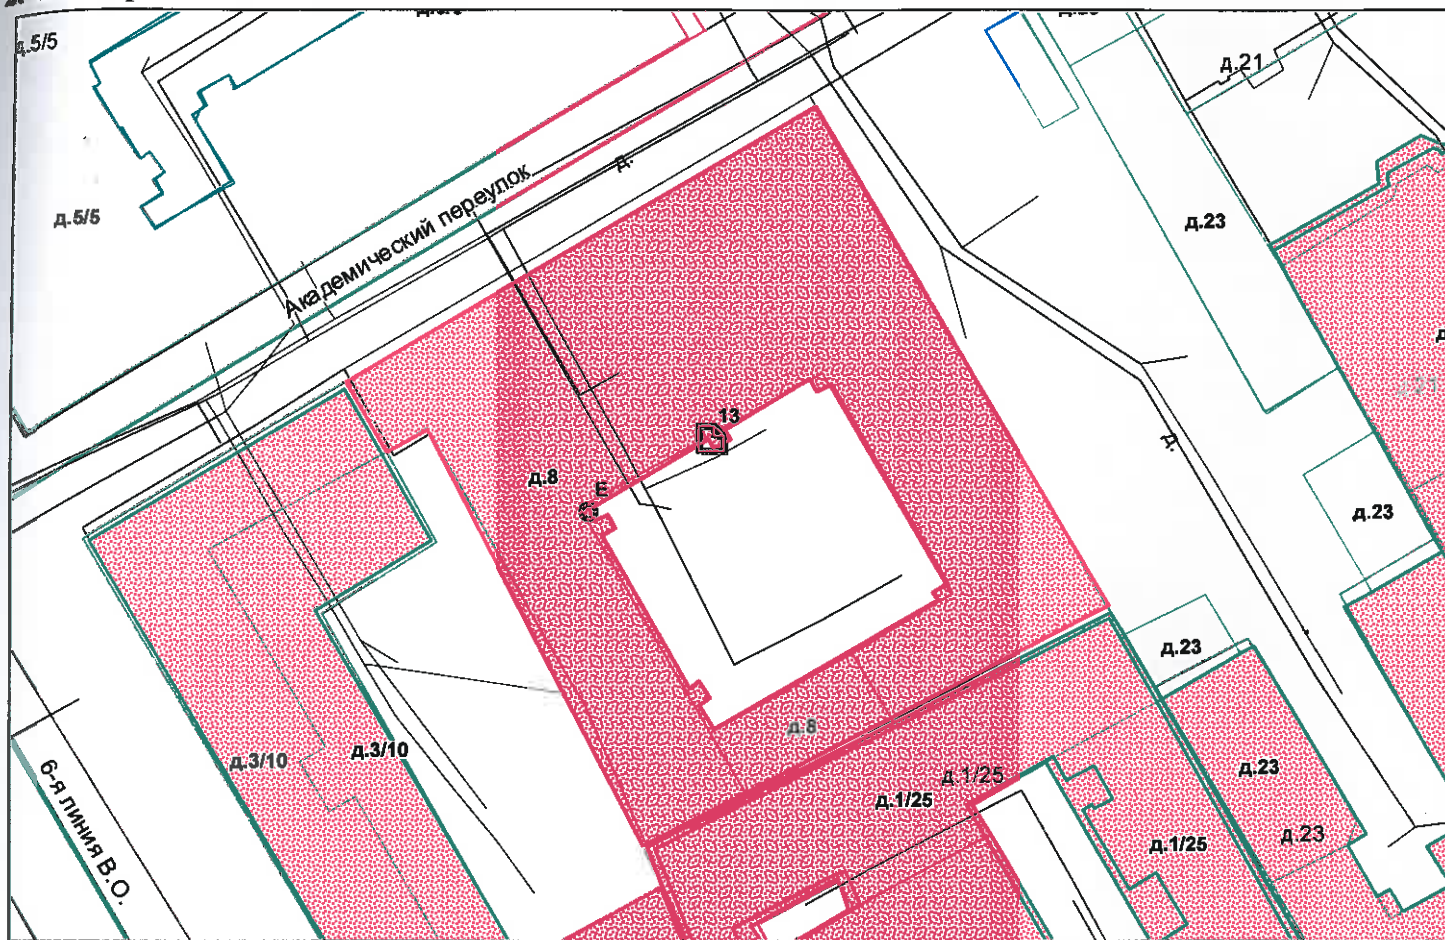 д.5/5
д.21
д.5/5
д.
д.23
Академический переулок
13
д.8
Е
д.
д.23
д.23
д.8
д.3/10
д.3/10
д.1/25
д.1/25
д.23
6-я линия В.О.
д.23
д.1/25